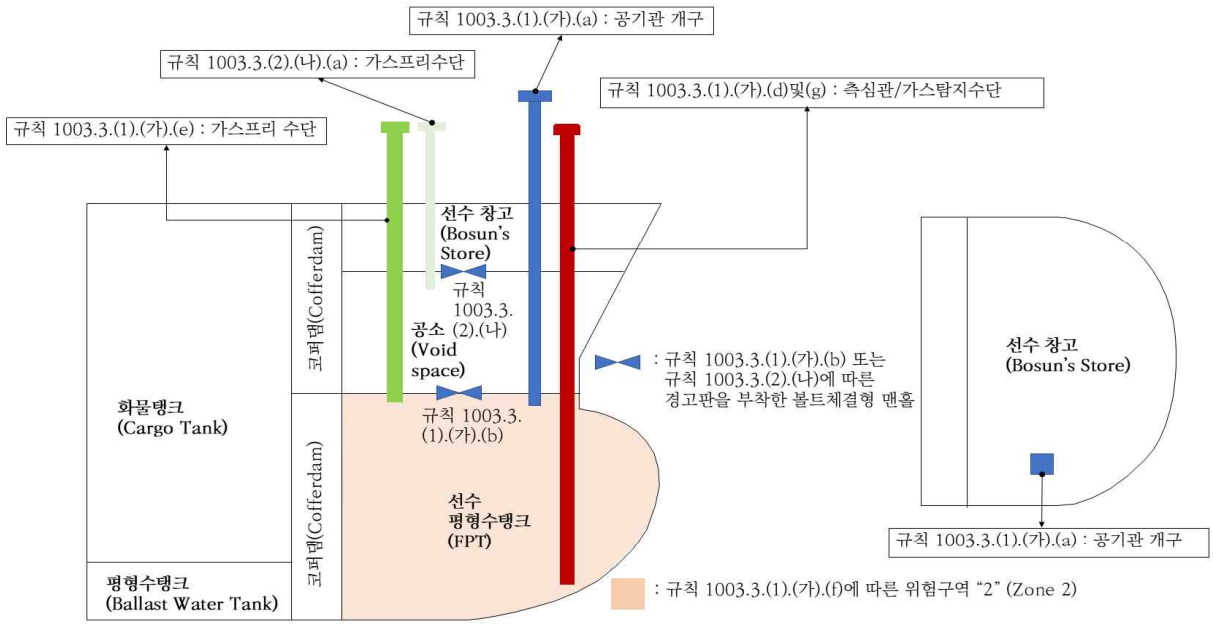 규칙 1003.3.(1).(가).(a) : 공기관 개구
규칙 1003.3.(2).(나).(a) : 가스프리수단
규칙 1003.3.(1).(가).(d)및(g) : 측심관/가스탐지수단
규칙 1003.3.(1).(가).(e) : 가스프리 수단
선수 창고
(Bosun's
Store)
코퍼댐(Cofferdam)
규칙
1003.3.
(2).(나)
공소
(Void
space)
선수 창고
(Bosun's Store)
: 규칙 1003.3.(1).(가).(b) 또는
규칙 1003.3.(2).(나)에 따른
경고판을 부착한 볼트체결형 맨홀
화물탱크
(Cargo Tank)
규칙 1003.3.
(1).(가).(b)
코퍼댐(Cofferdam)
선수
평형수탱크
(FPT)
규칙 1003.3.(1).(가).(a) : 공기관 개구
평형수탱크
(Ballast Water Tank)
: 규칙 1003.3.(1).(가).(f)에 따른 위험구역 “2” (Zone 2)